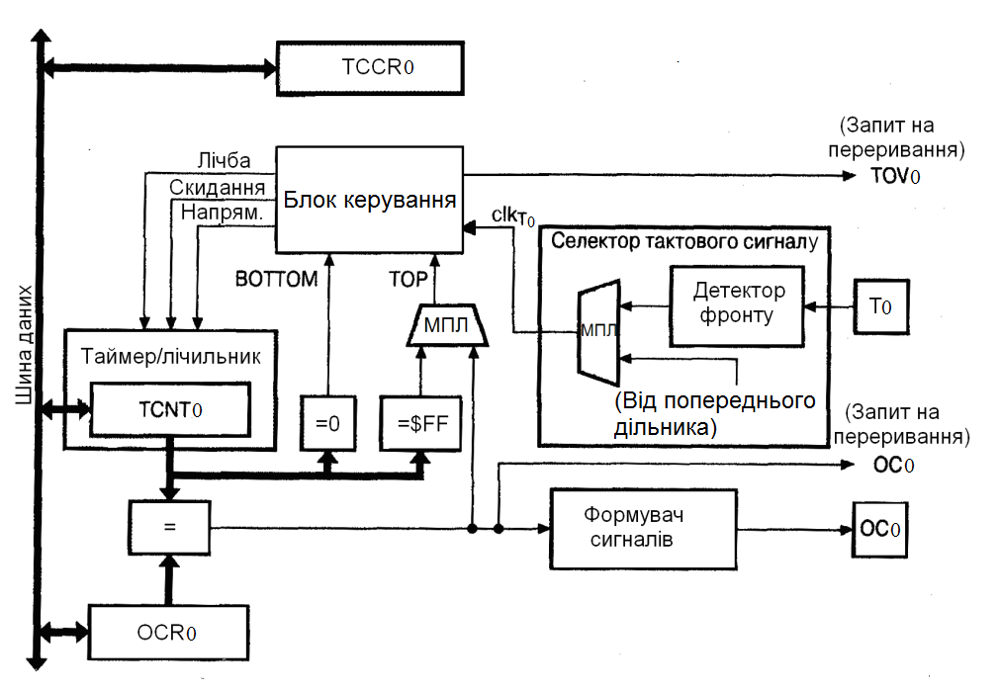 TCCR0
(Запит на
переривання)
TOV0
Лічба
Скидання
Напрям.
Блок керування
clkT0
Селектор тактового сигналу
BOTTOM
TOP
МПЛ
Детектор
фронту
T0
МПЛ
(Від попереднього
дільника)
Шина даних
Таймер/лічильник
TCNT0
=0
=$FF
(Запит на
переривання)
OC0
=
Формувач
сигналів
OC0
OCR0